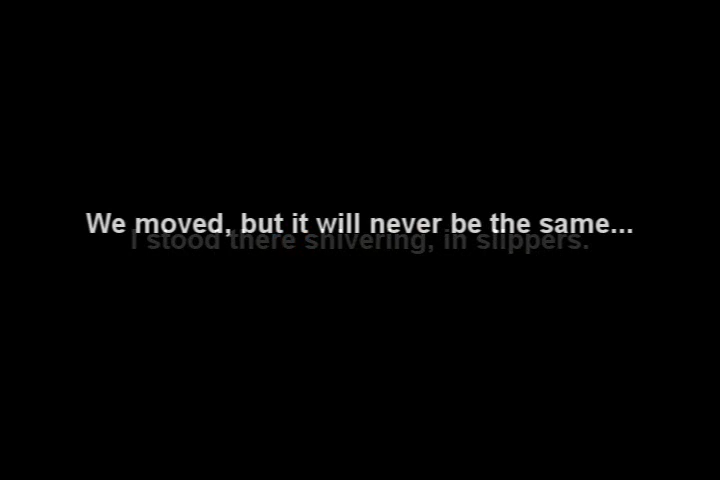 We moved, but it will never be the same...
I stood there shivering, in slippers.